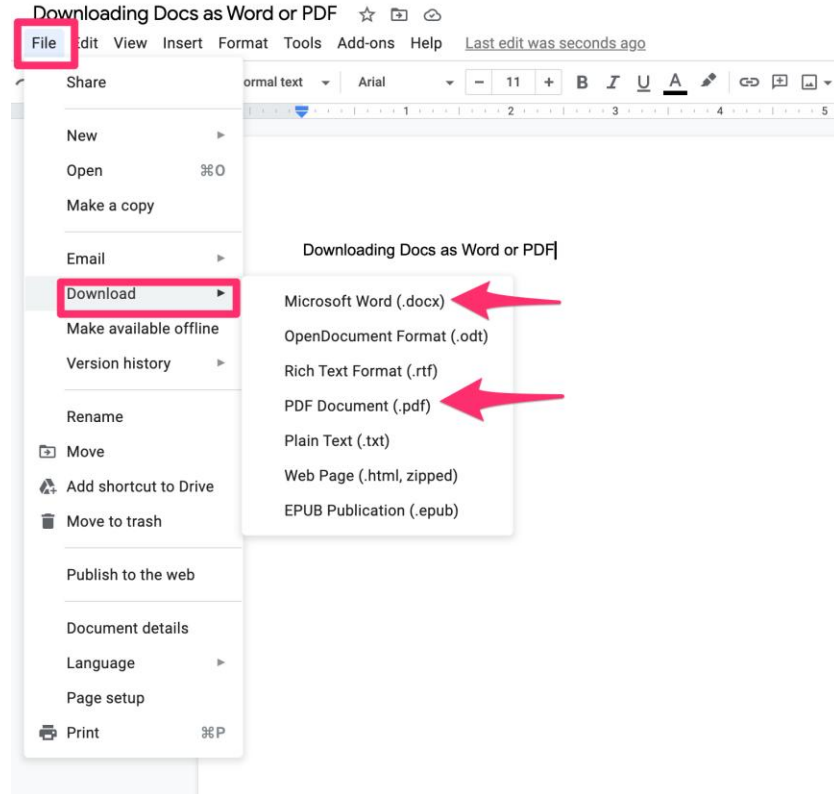 Downloading Docs as Word or PDF
File Edit View Insert Format Tools Add-ons Help Last edit was seconds ago
Share
ormal text Arial - 11 + B I U A
1 2 3 4 5
New
Open ⌘O
Make a copy
Downloading Docs as Word or PDF
Email
Download
Microsoft Word (.docx)
Make available offline
OpenDocument Format (.odt)
Version history
Rich Text Format (.rtf)
PDF Document (.pdf)
Rename
Plain Text (.txt)
Move
Web Page (.html, zipped)
Add shortcut to Drive
EPUB Publication (.epub)
Move to trash
Publish to the web
Document details
Language
Page setup
Print ⌘P